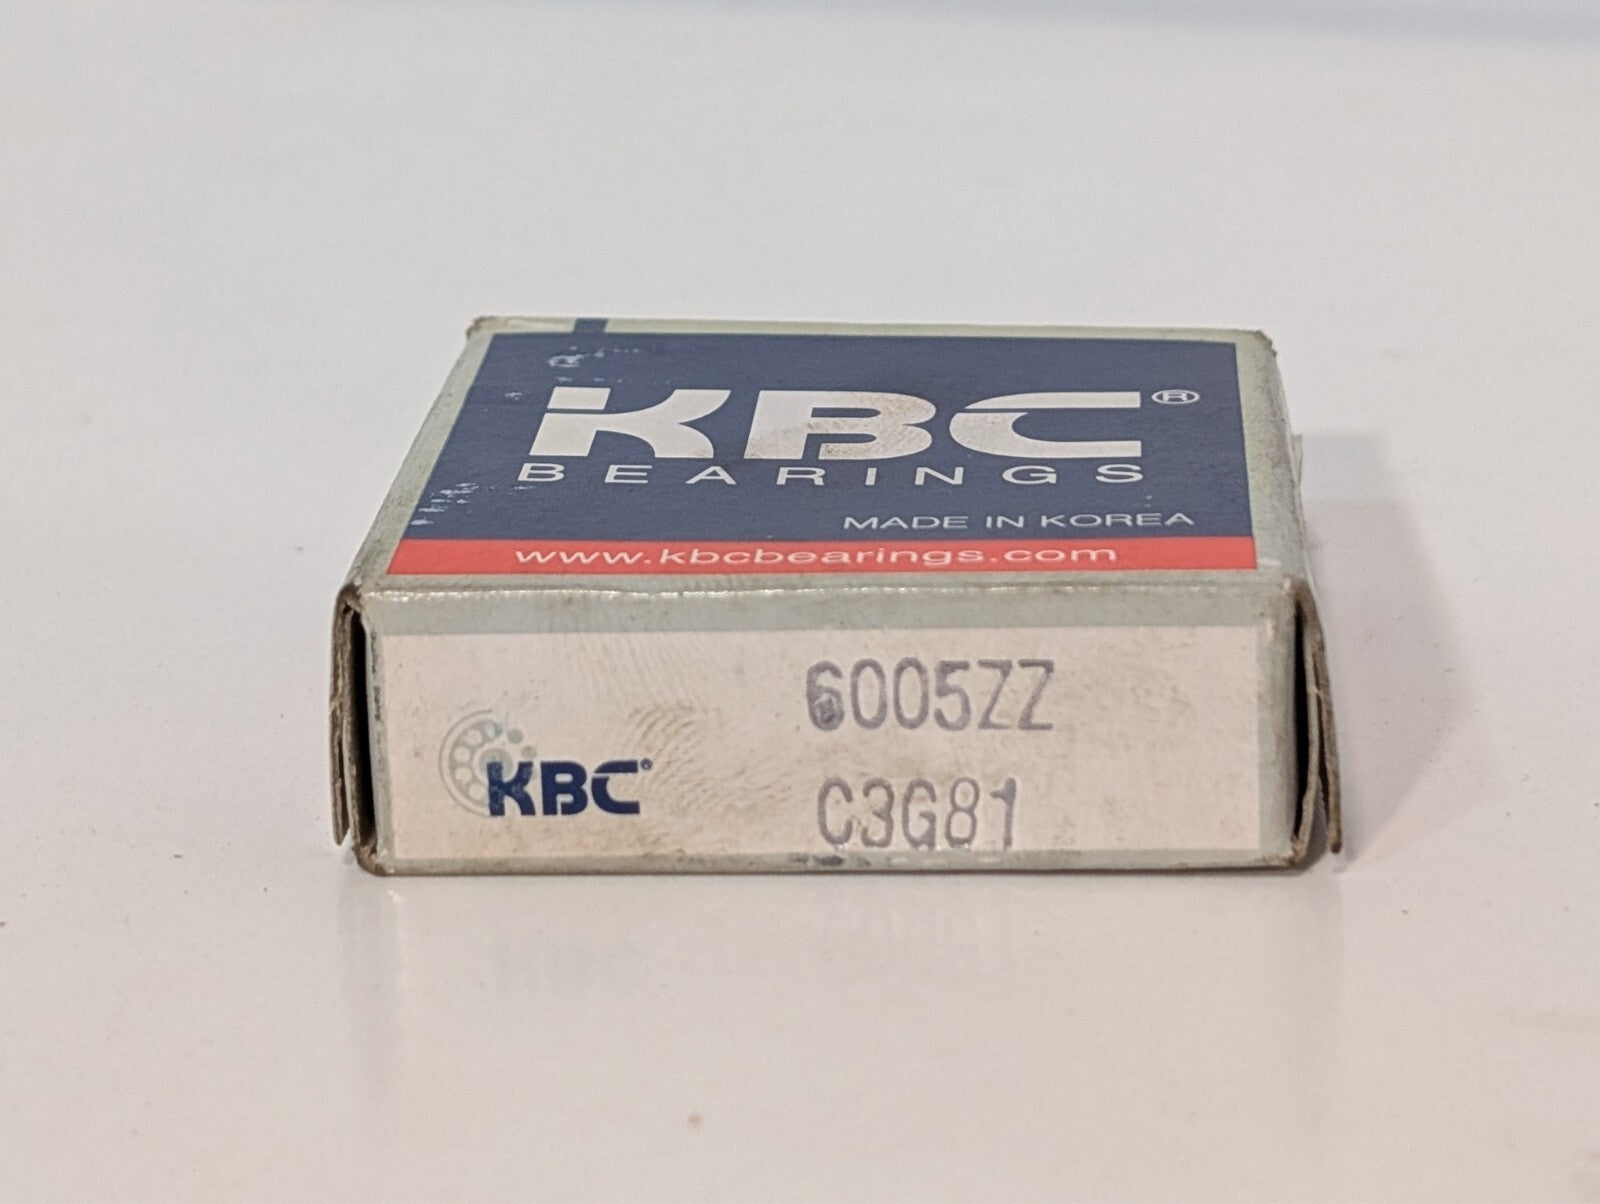 KBC®
BEARINGS
MADE IN KOREA
www.kbcbearings.com
6005ZZ
KBC®
C3G81